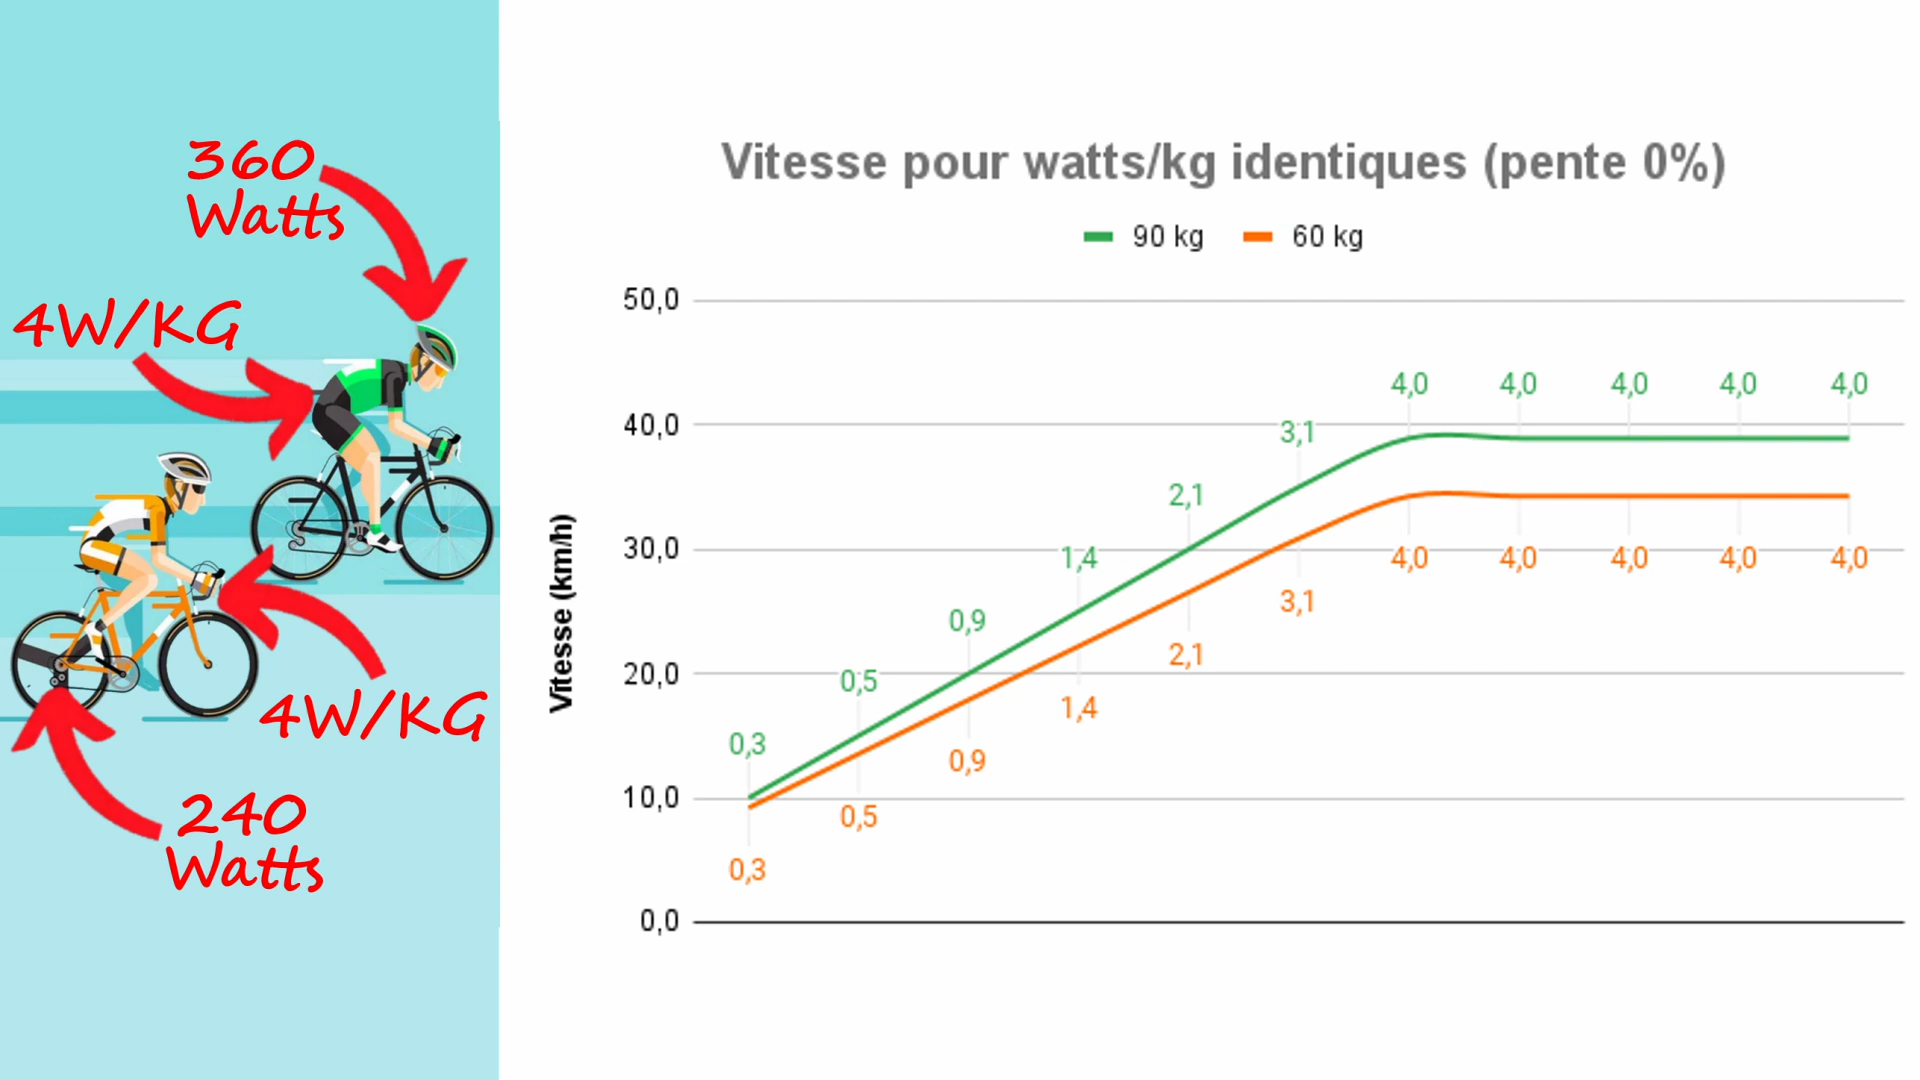 360
Watts
4W/KG
4W/KG
240
Watts
Vitesse pour watts/kg identiques (pente 0%)
90 kg 60 kg
50,0
40,0
30,0
20,0
10,0
0,0
Vitesse (km/h)
0,3 0,5 0,9 1,4 2,1 3,1 4,0 4,0 4,0 4,0 4,0
0,3 0,5 0,9 1,4 2,1 3,1 4,0 4,0 4,0 4,0 4,0